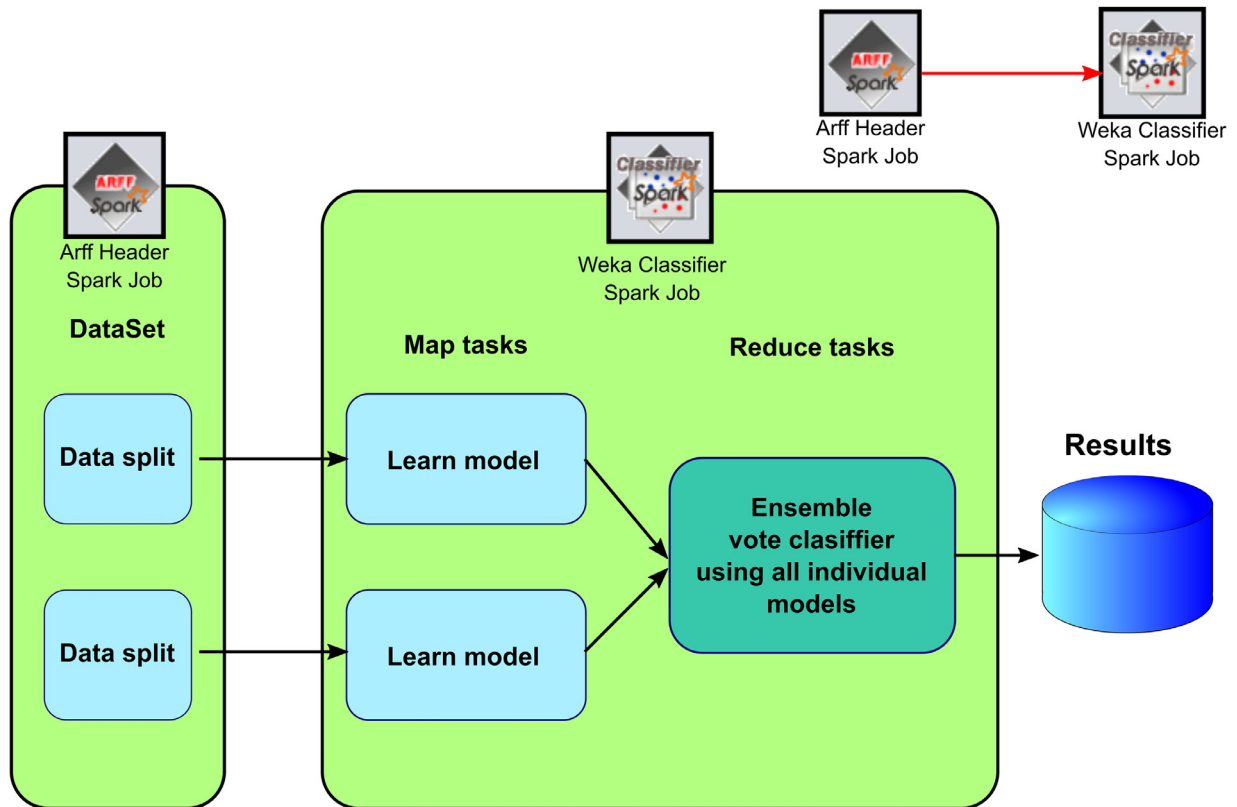 ARFF
Spark
Arff Header
Spark Job
Classifier
Spark
Weka Classifier
Spark Job
ARFF
Spark
Arff Header
Spark Job
DataSet
Data split
Data split
Classifier
Spark
Weka Classifier
Spark Job
Map tasks
Reduce tasks
Learn model
Learn model
Ensemble
vote clasiffier
using all individual
models
Results